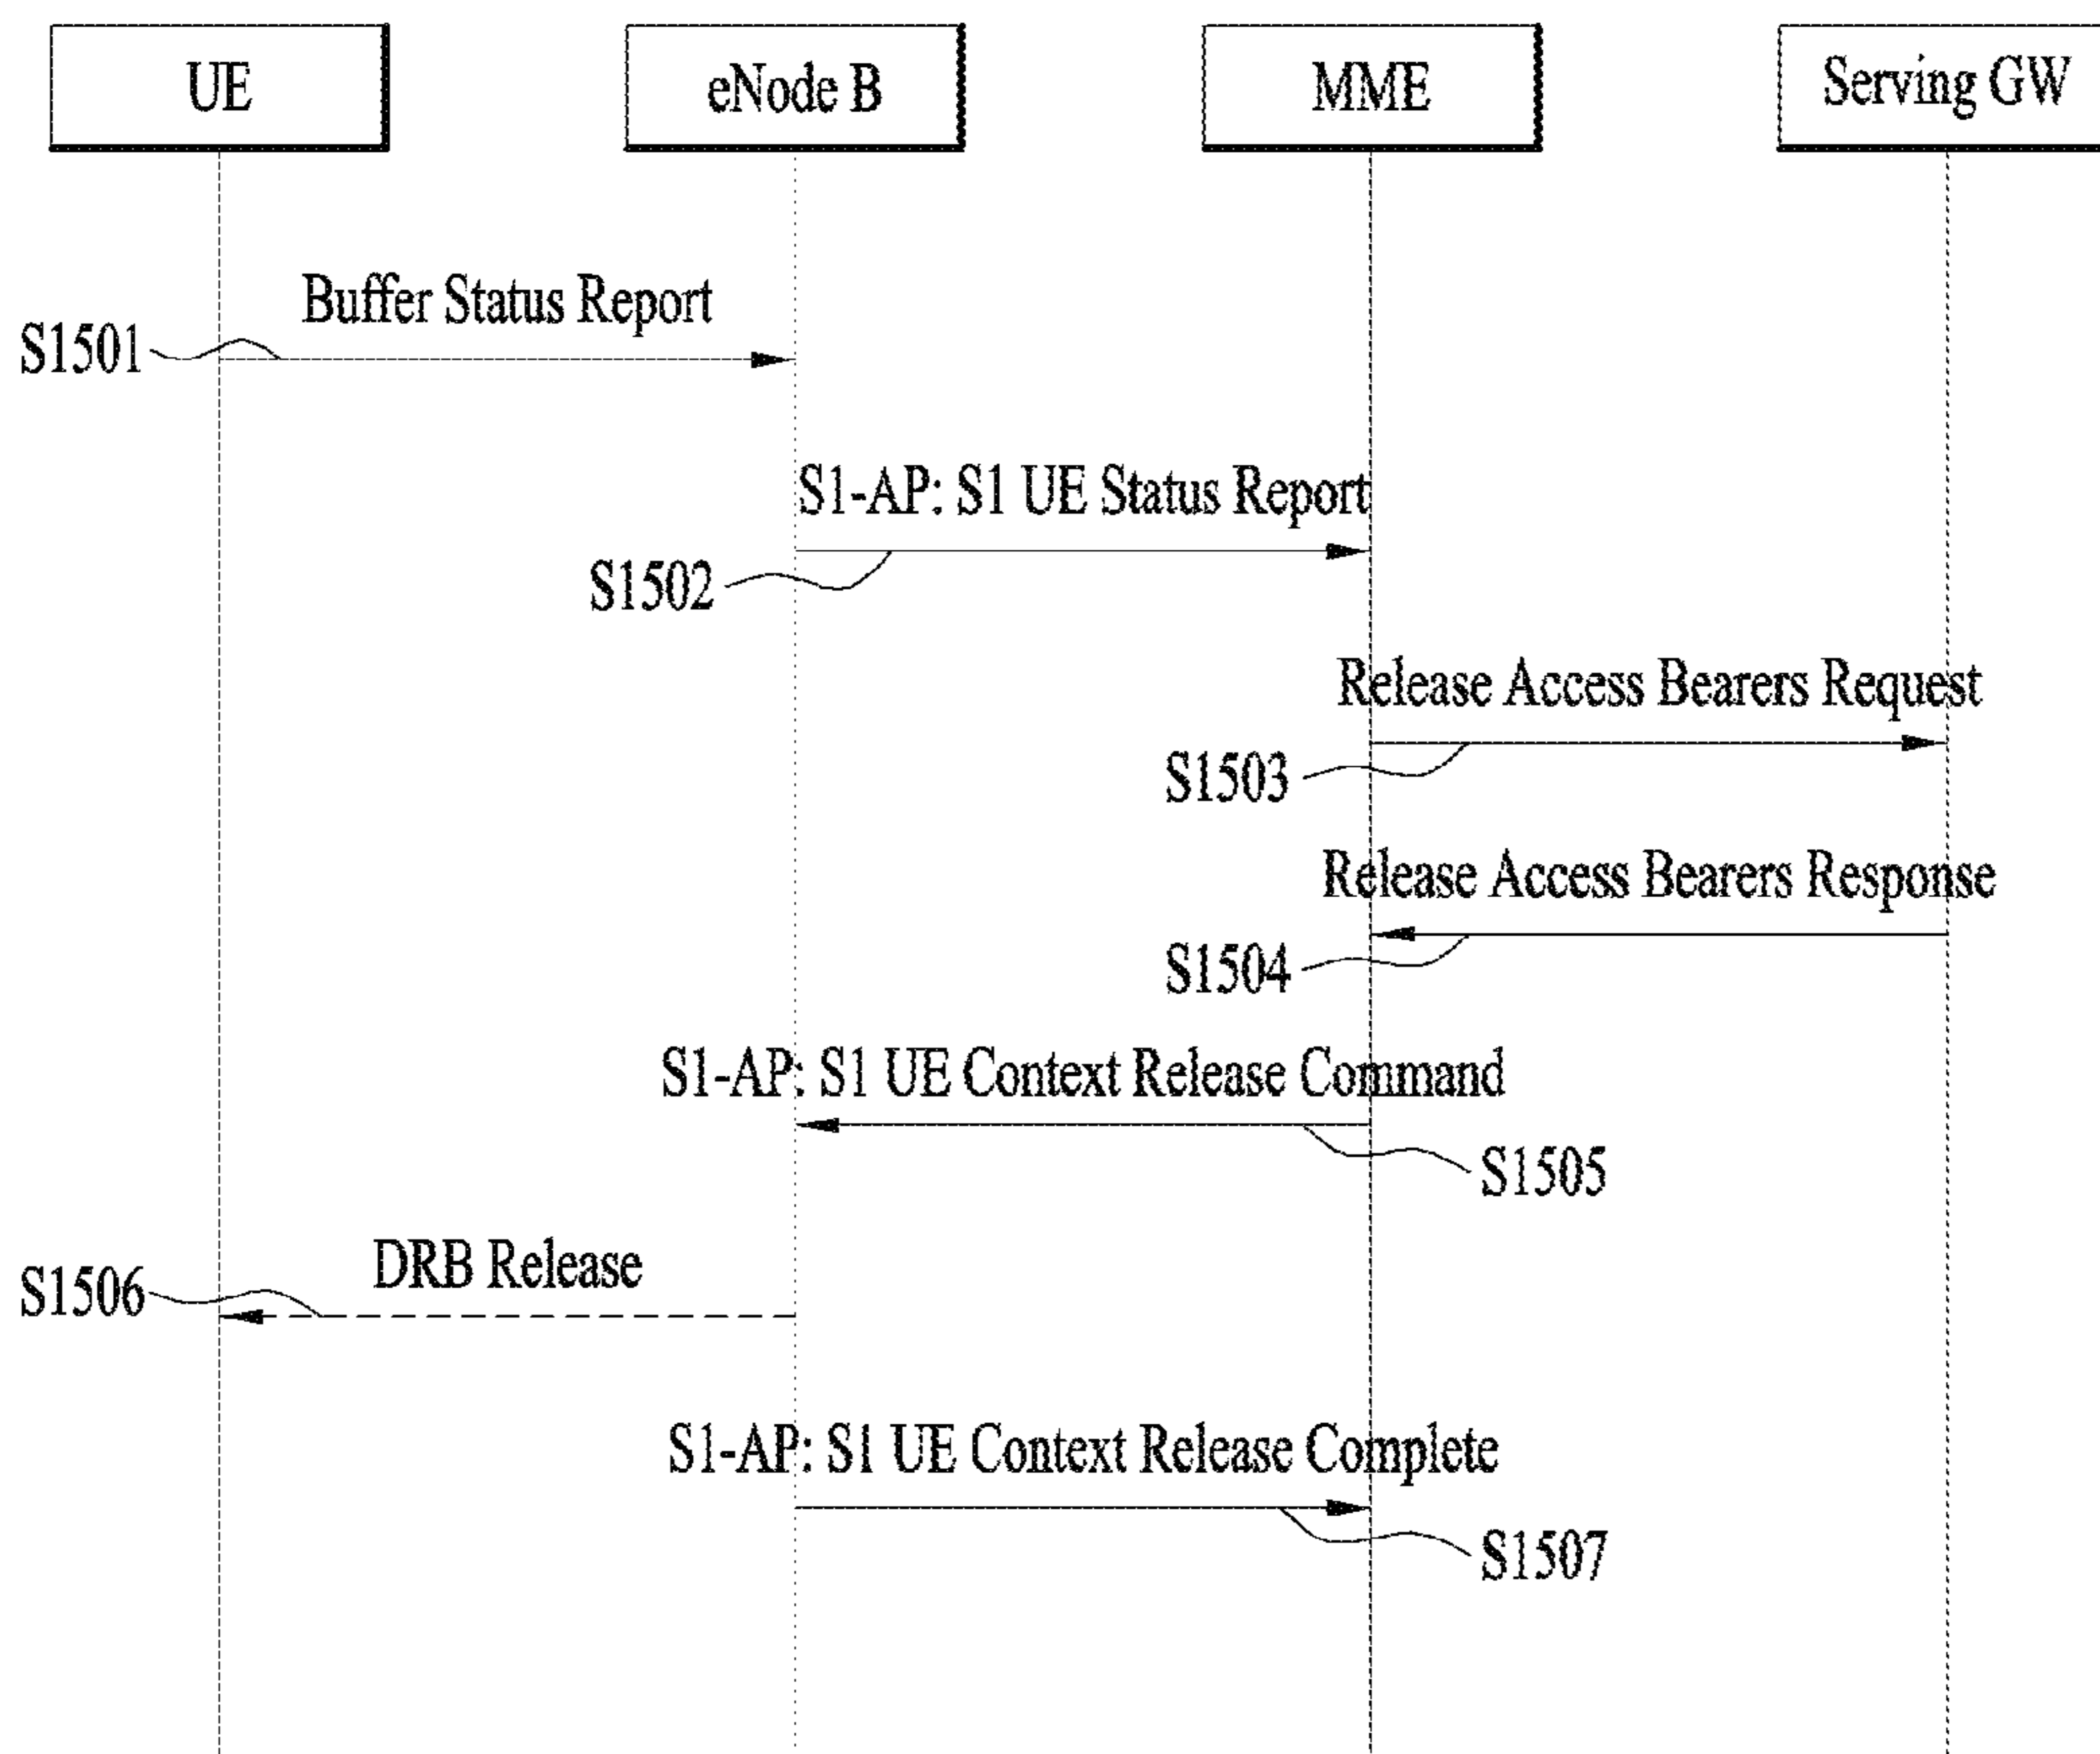 UE
eNode B
MME
Serving GW
Buffer Status Report
S1501
S1-AP: S1 UE Status Report
S1502
Release Access Bearers Request
S1503
Release Access Bearers Response
S1504
S1-AP: S1 UE Context Release Command
S1505
DRB Release
S1506
S1-AP: S1 UE Context Release Complete
S1507